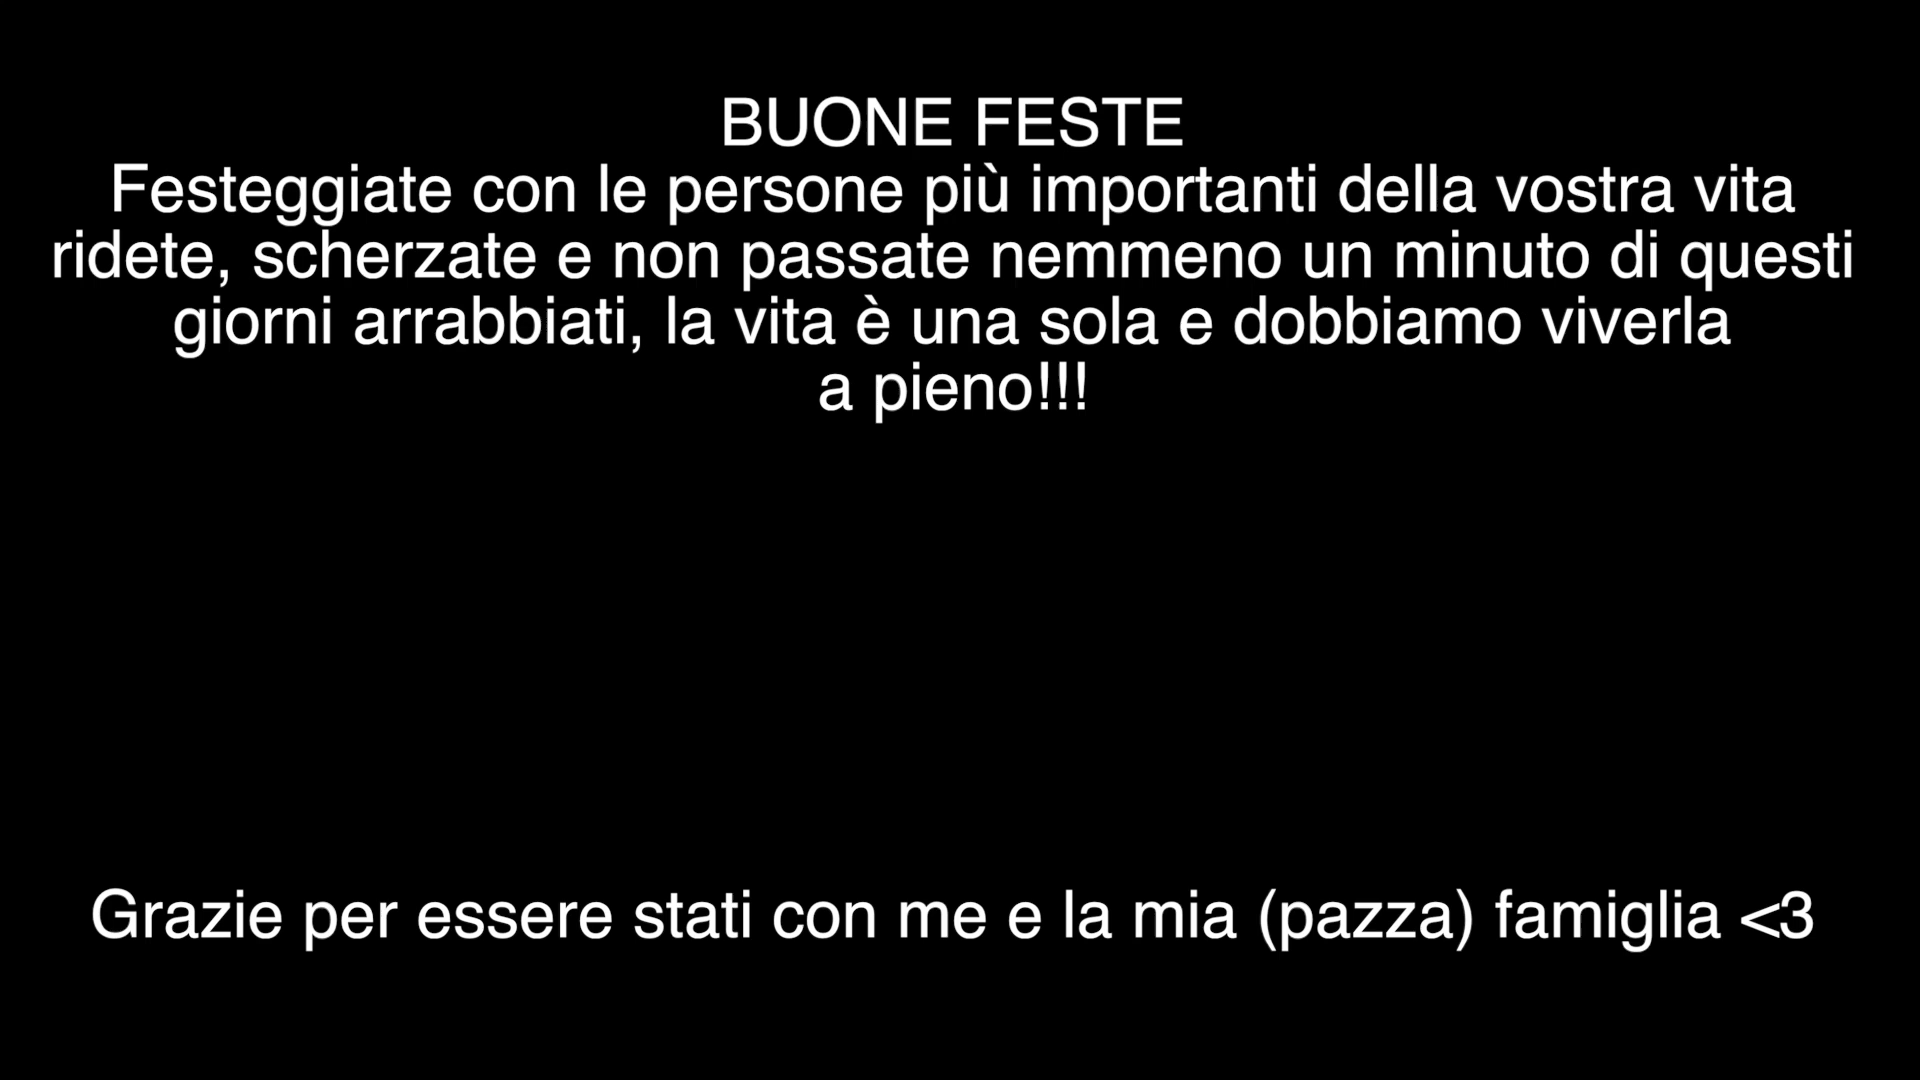 BUONE FESTE
Festeggiate con le persone più importanti della vostra vita
ridete, scherzate e non passate nemmeno un minuto di questi
giorni arrabbiati, la vita è una sola e dobbiamo viverla
a pieno!!!
Grazie per essere stati con me e la mia (pazza) famiglia <3